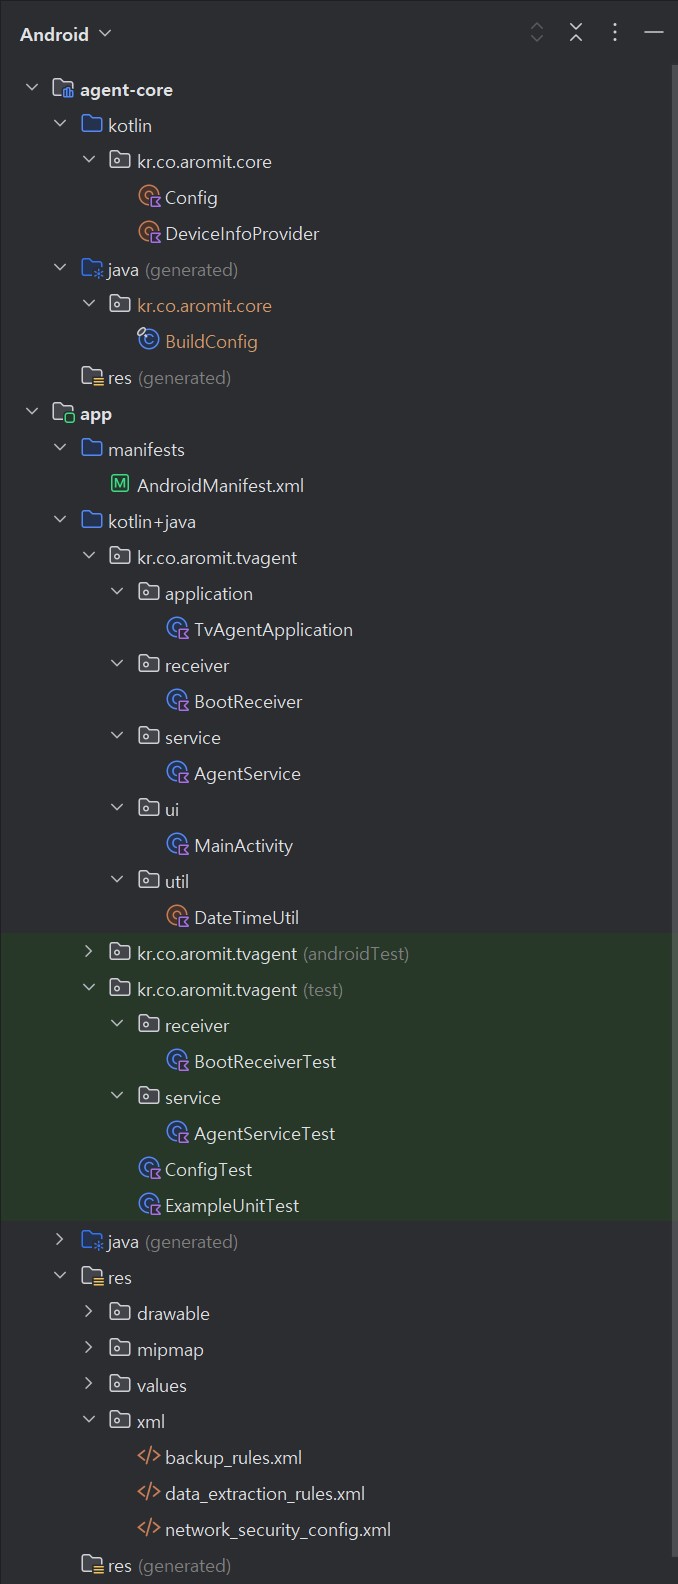 Android
agent-core
kotlin
kr.co.aromit.core
Config
DeviceInfoProvider
java (generated)
kr.co.aromit.core
BuildConfig
res (generated)
app
manifests
AndroidManifest.xml
kotlin+java
kr.co.aromit.tvagent
application
TvAgentApplication
receiver
BootReceiver
service
AgentService
ui
MainActivity
util
DateTimeUtil
kr.co.aromit.tvagent (androidTest)
kr.co.aromit.tvagent (test)
receiver
BootReceiverTest
service
AgentServiceTest
ConfigTest
ExampleUnitTest
java (generated)
res
drawable
mipmap
values
xml
backup_rules.xml
data_extraction_rules.xml
network_security_config.xml
res (generated)